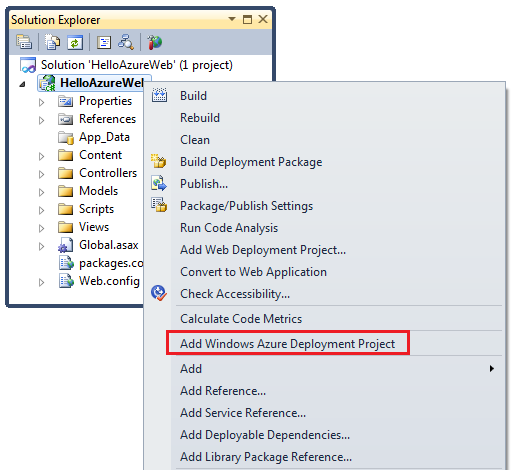 Solution Explorer
Solution 'HelloAzureWeb' (1 project)
HelloAzureWeb
Properties
References
App_Data
Content
Controllers
Models
Scripts
Views
Global.asax
packages.co
Web.config
Build
Rebuild
Clean
Build Deployment Package
Publish...
Package/Publish Settings
Run Code Analysis
Add Web Deployment Project...
Convert to Web Application
Check Accessibility...
Calculate Code Metrics
Add Windows Azure Deployment Project
Add
Add Reference...
Add Service Reference...
Add Deployable Dependencies...
Add Library Package Reference...